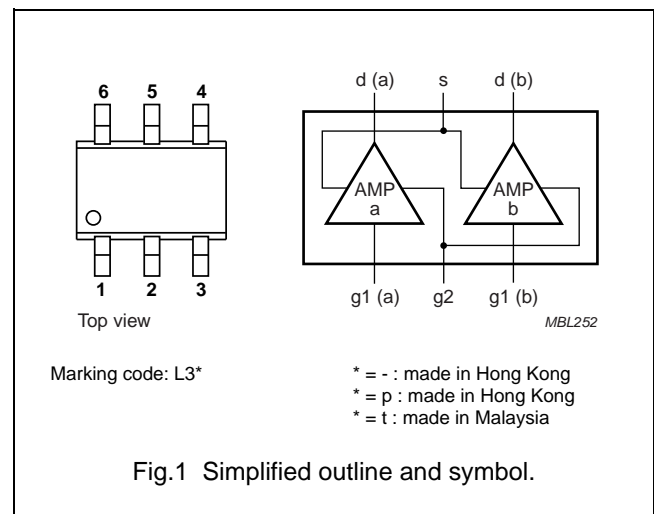 6 5 4
1 2 3
Top view
d (a) s d (b)
AMP a
AMP b
g1 (a) g2 g1 (b)
MBL252
Marking code: L3*
* = - : made in Hong Kong
* = p : made in Hong Kong
* = t : made in Malaysia
Fig.1 Simplified outline and symbol.